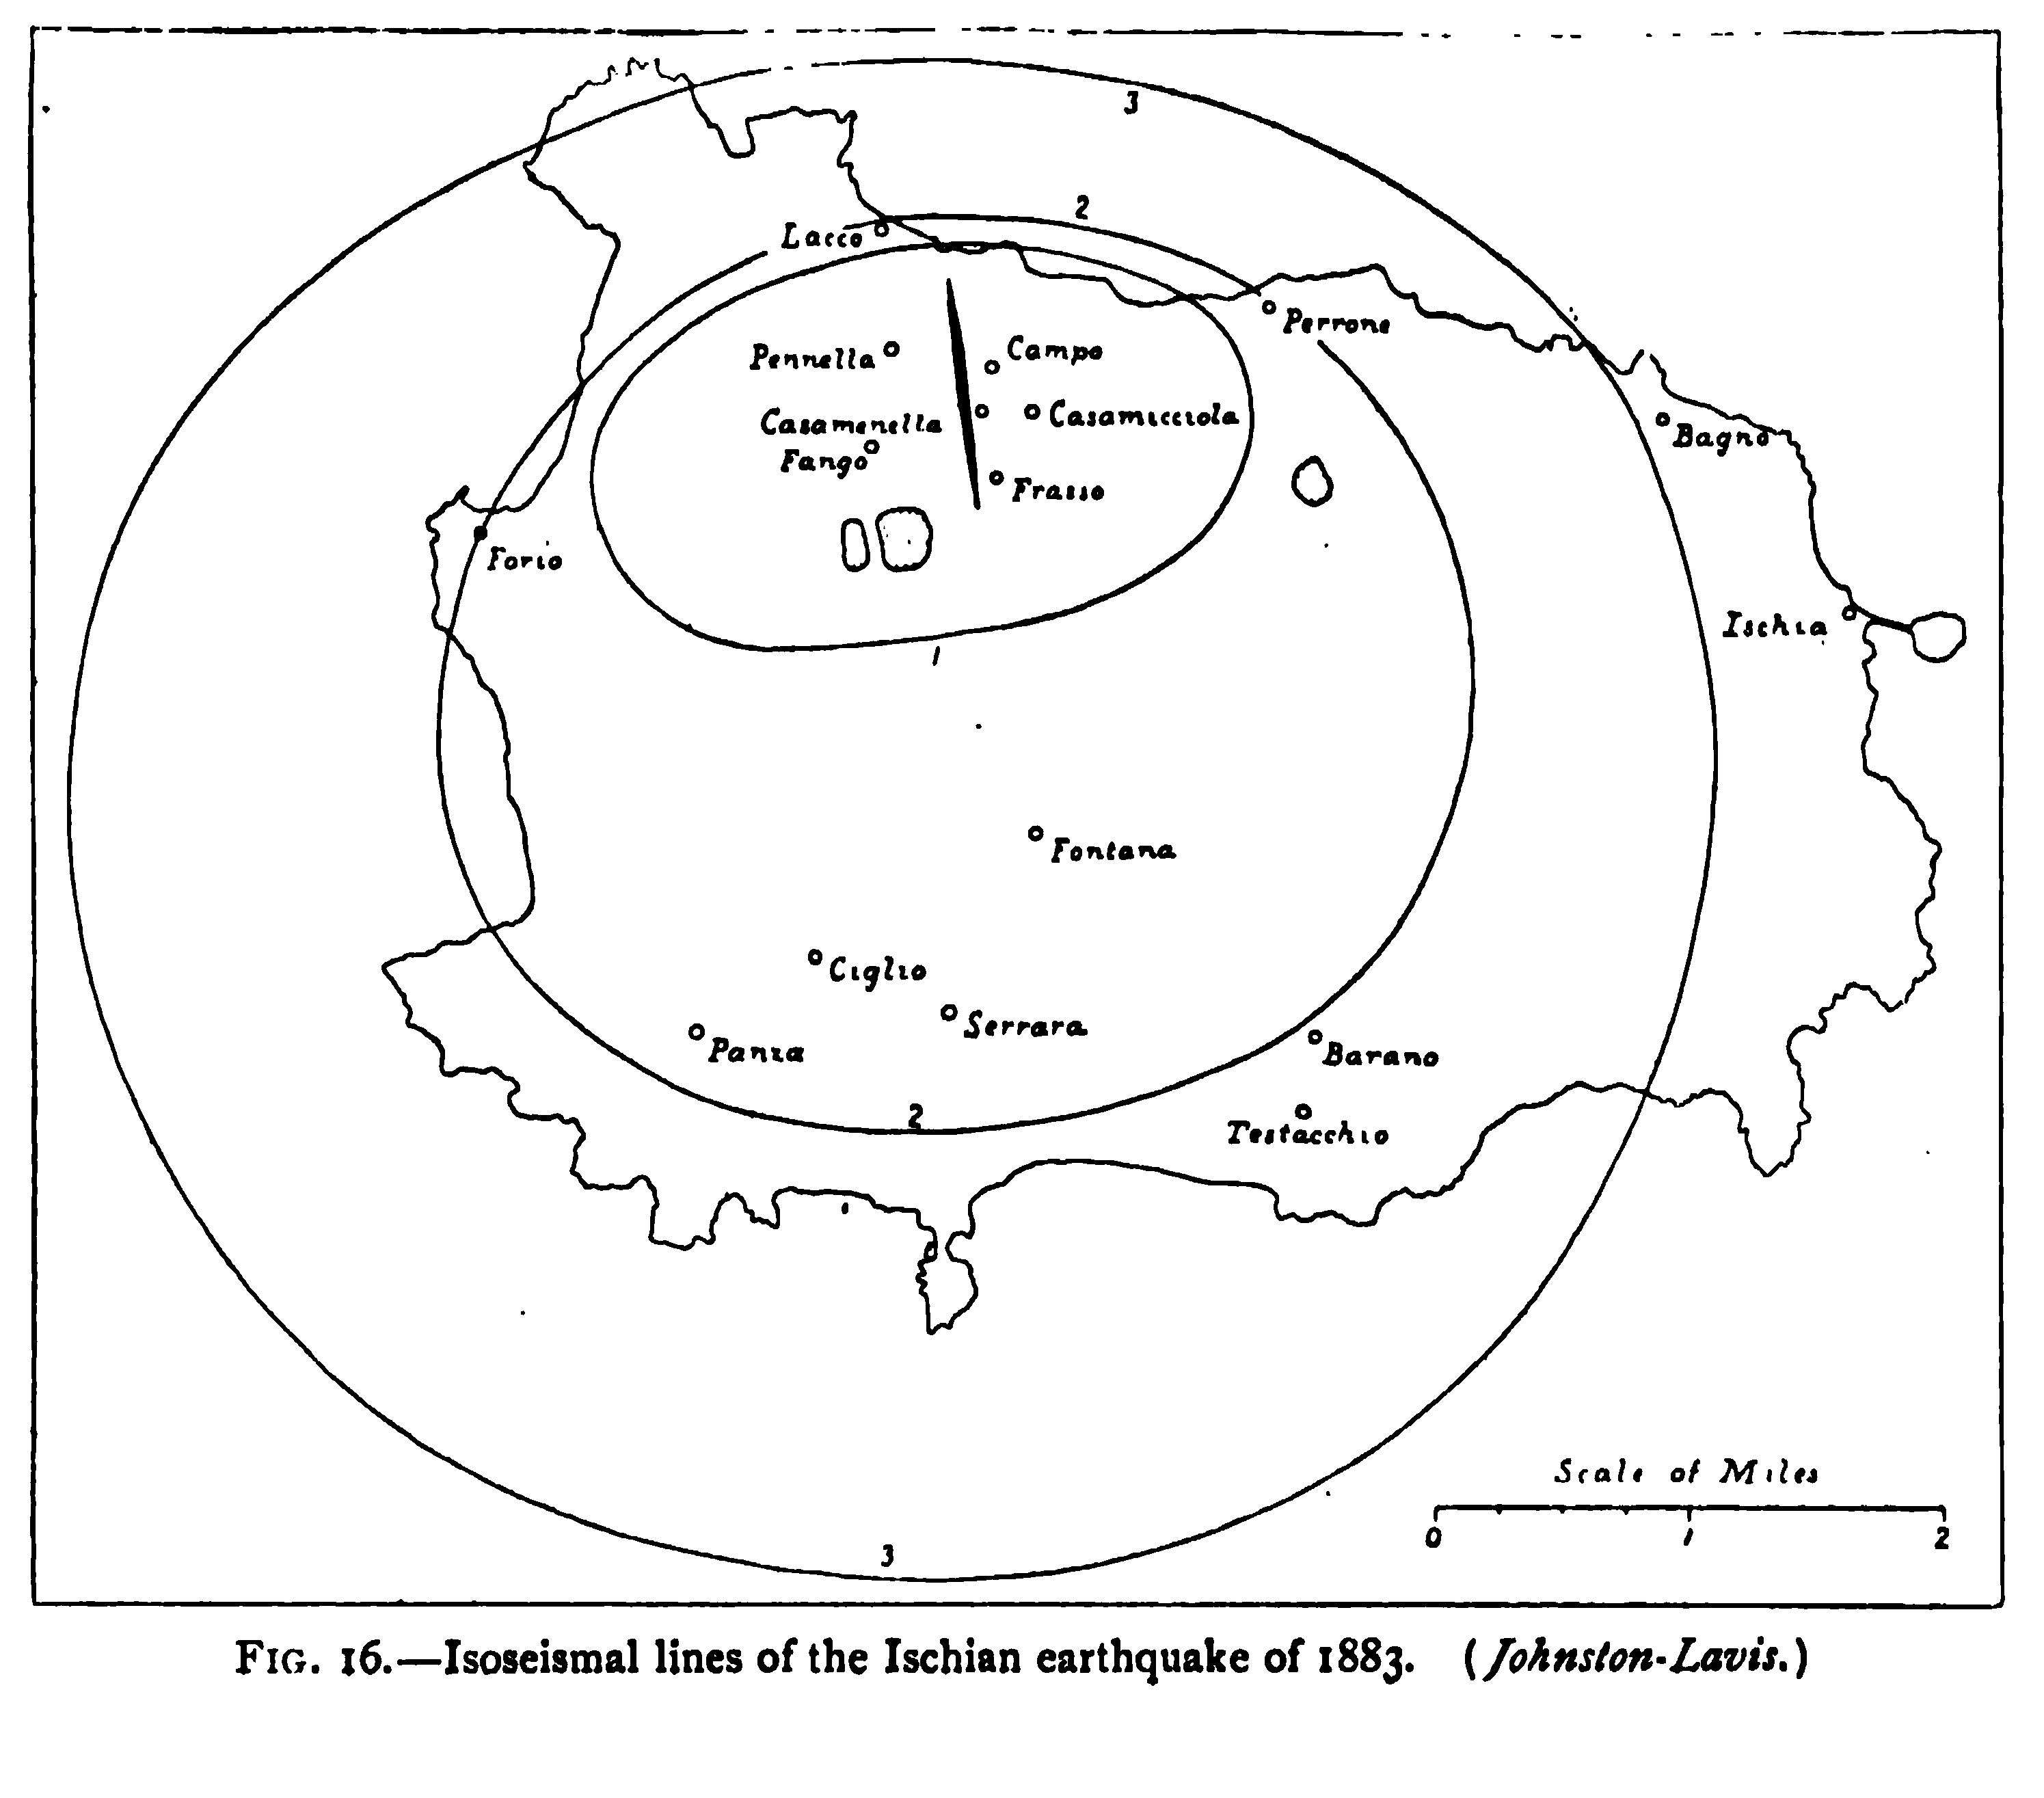 3
2
Lacco
Perrone
Pennella
Campo
Casamenella
Casamicciola
Fango
Frasso
Bagno
Forio
Ischia
1
Fontana
Ciglio
Serrara
Panza
Barano
2
Testacchio
Scale of Miles
0 1 2
3
FIG. 16.—Isoseismal lines of the Ischian earthquake of 1883. (Johnston-Lavis.)